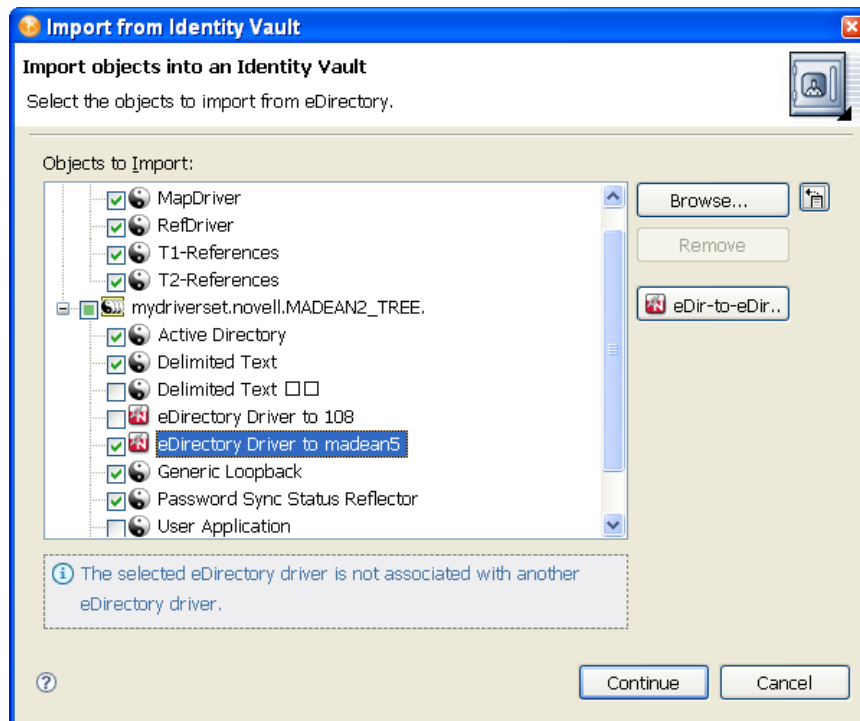 Import from Identity Vault
Import objects into an Identity Vault
Select the objects to import from eDirectory.
Objects to Import:
MapDriver
Browse...
RefDriver
Remove
T1-References
T2-References
mydriverset.novell.MADEAN2_TREE.
eDir-to-eDir..
Active Directory
Delimited Text
Delimited Text □□
eDirectory Driver to 108
eDirectory Driver to madean5
Generic Loopback
Password Sync Status Reflector
User Application
The selected eDirectory driver is not associated with another
eDirectory driver.
Continue
Cancel